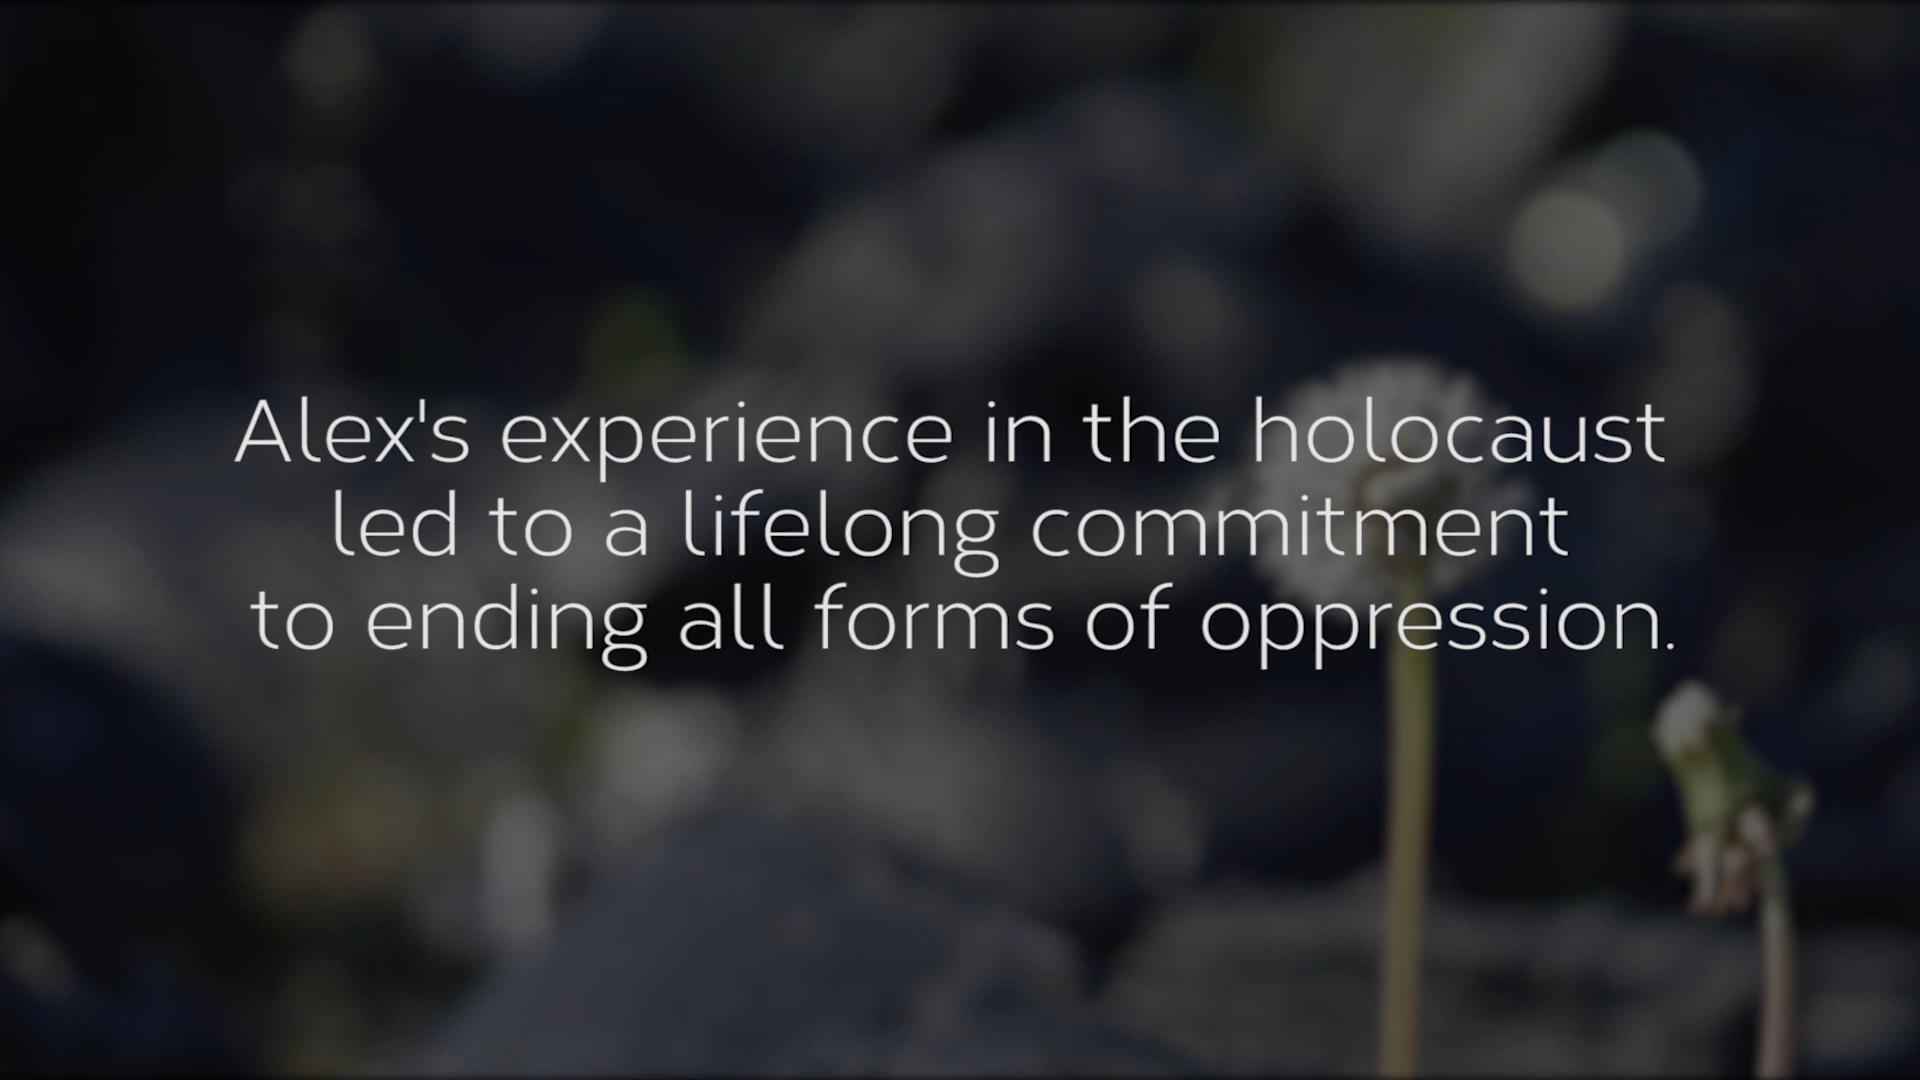 Alex's experience in the holocaust
led to a lifelong commitment
to ending all forms of oppression.